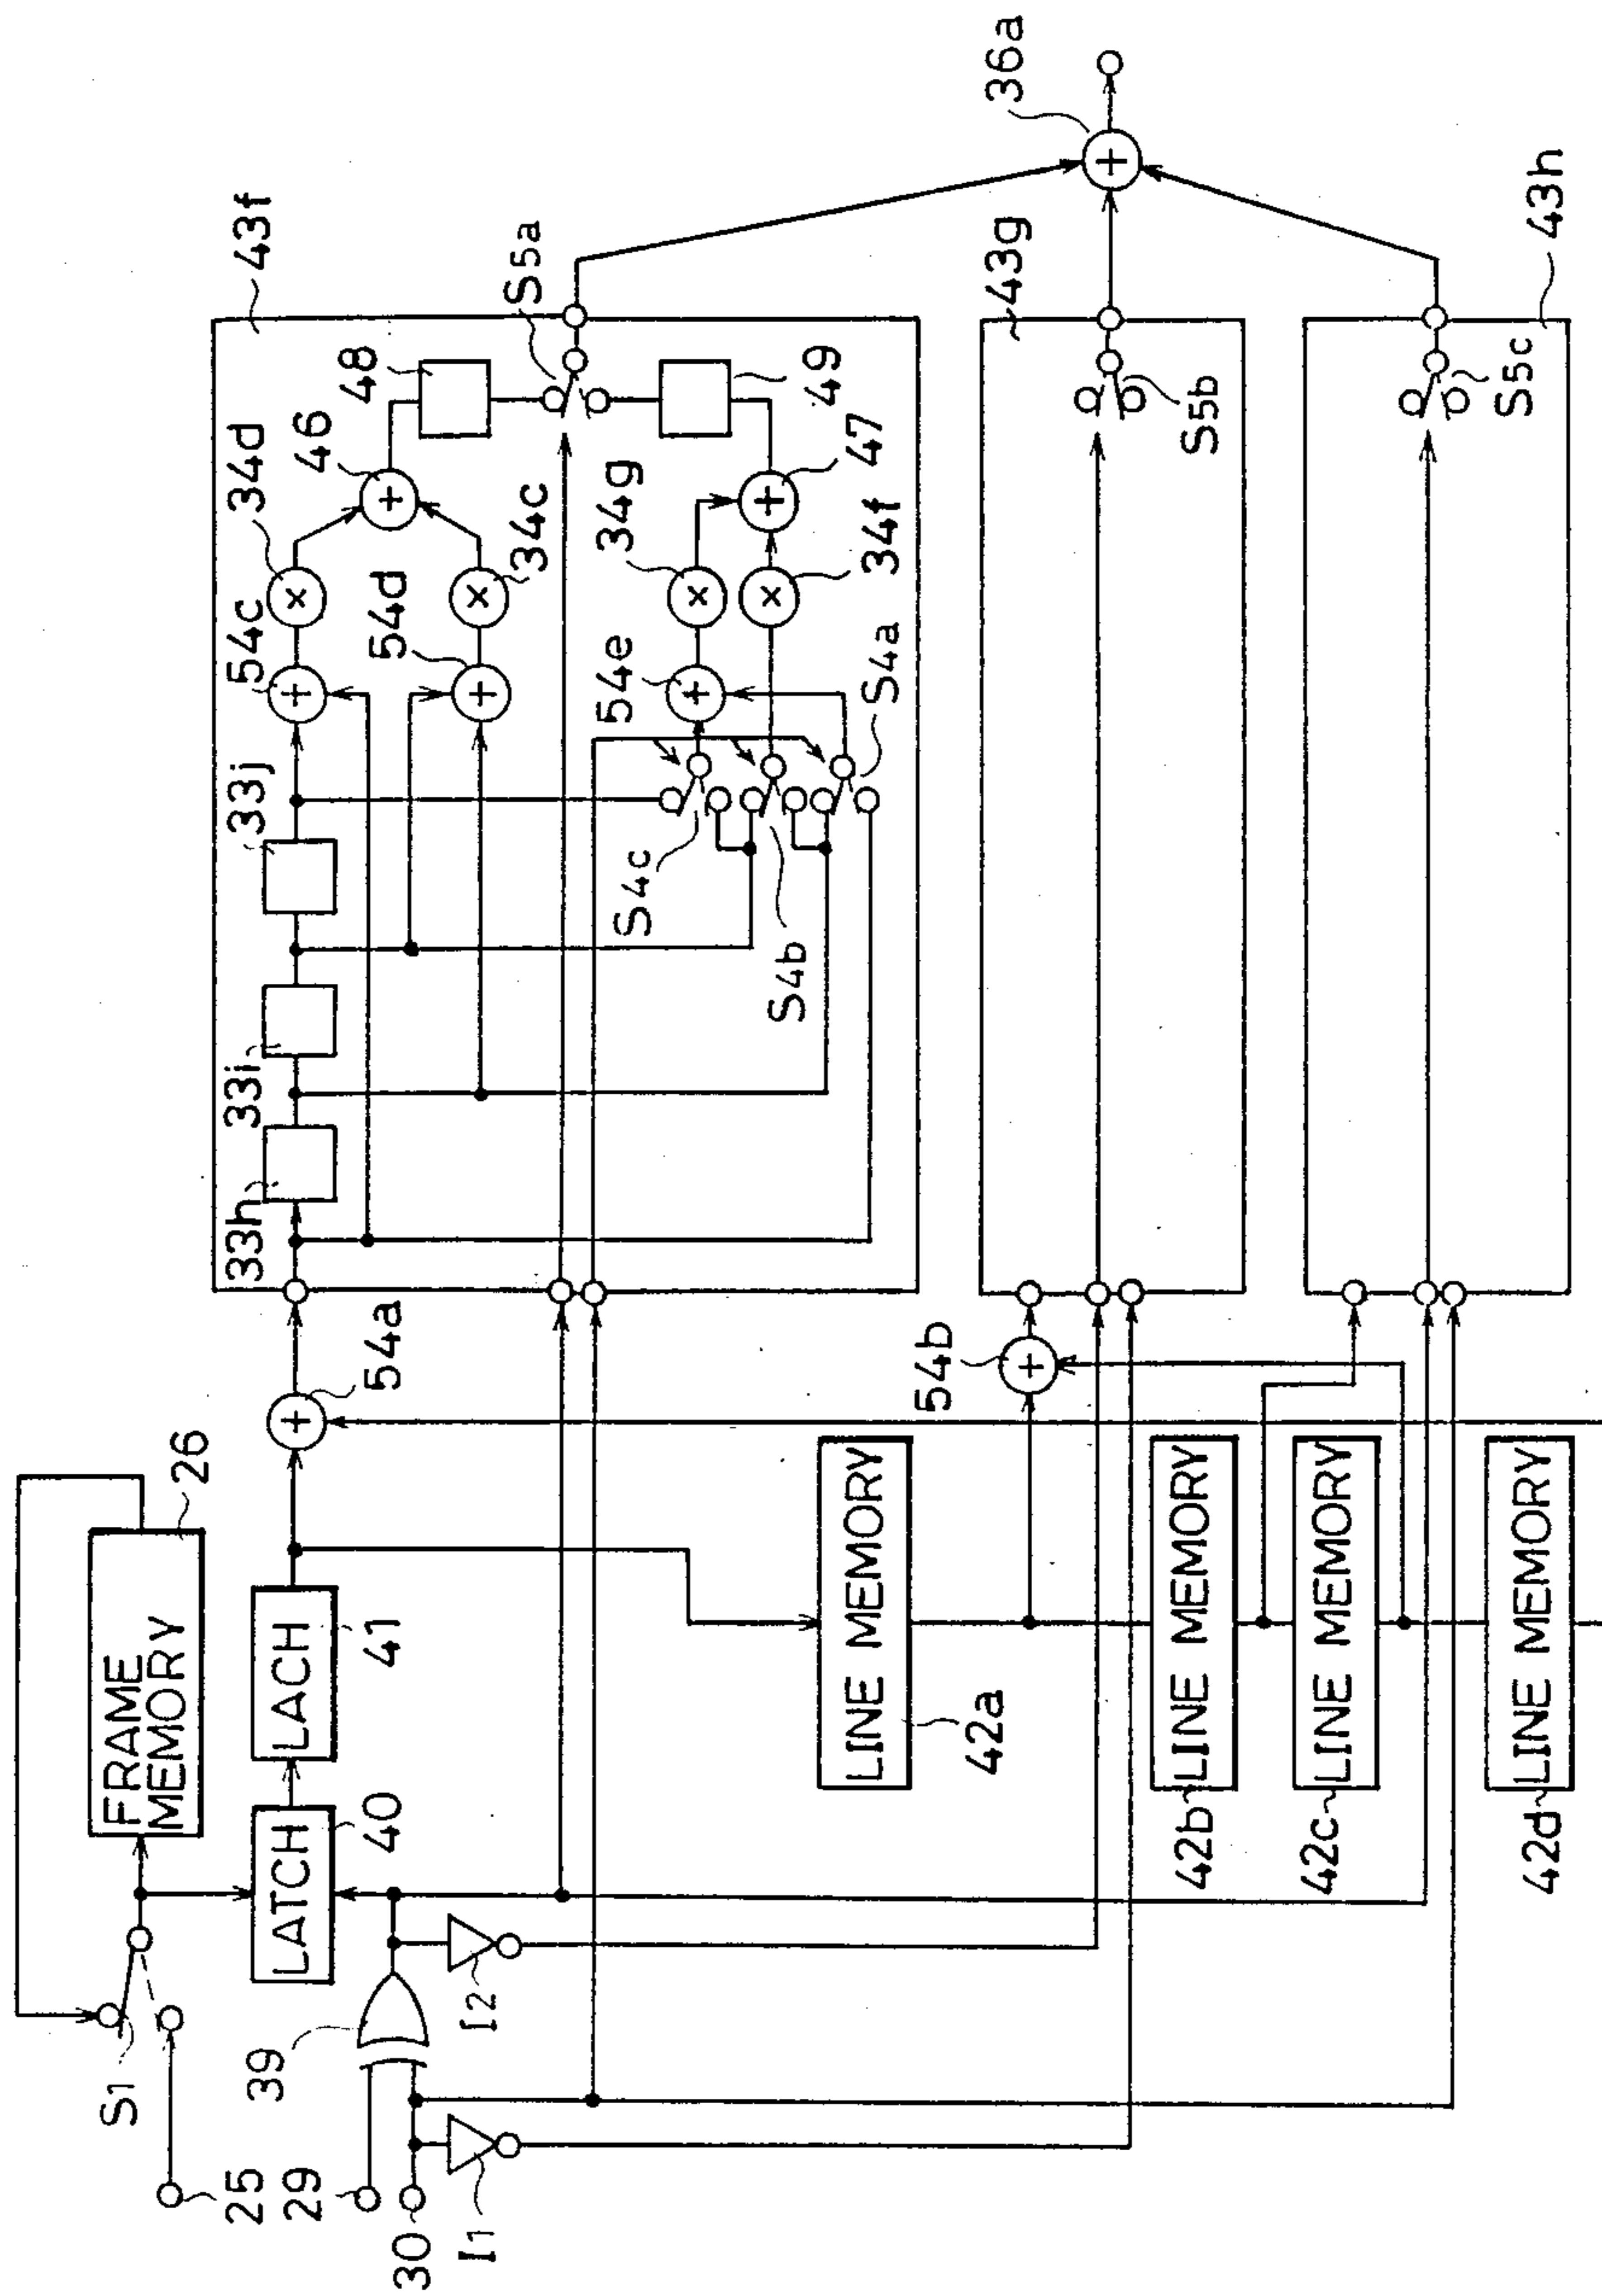 43f
54c
34d
46
48
S5a
33j
54d
34c
33i
34g
49
54e
47
33h
S4c
34f
S4b
S4a
36a
26
54a
FRAME
MEMORY
LACH
41
S1
LATCH
40
43g
S5b
54b
25
39
I2
29
30
I1
LINE MEMORY
42a
43h
S5c
LINE MEMORY
42b
LINE MEMORY
42c
LINE MEMORY
42d